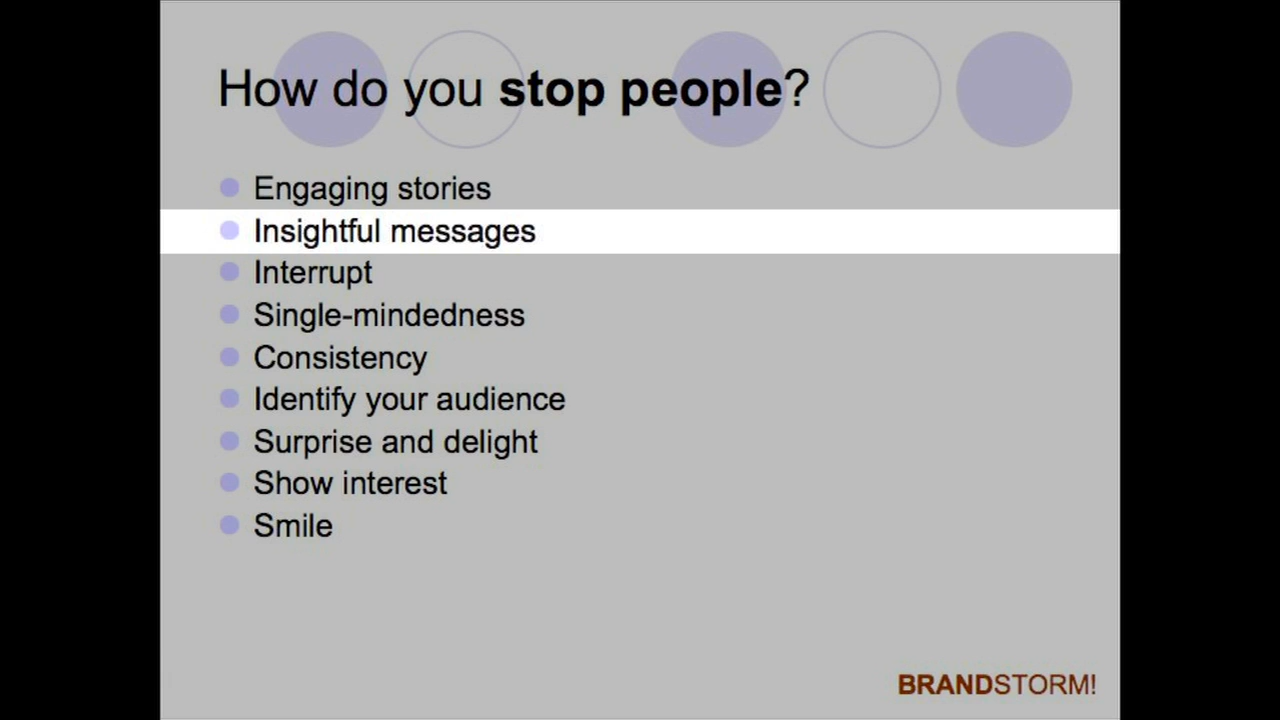 How do you stop people?
Engaging stories
Insightful messages
Interrupt
Single-mindedness
Consistency
Identify your audience
Surprise and delight
Show interest
Smile
BRANDSTORM!